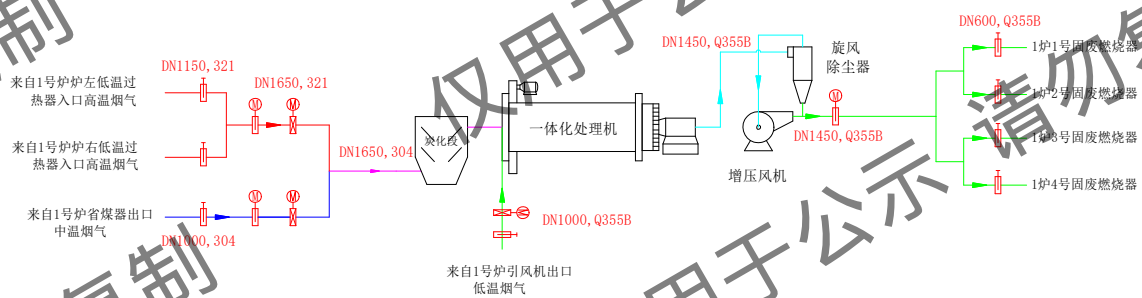 DN1150,321
来自1号炉炉左低温过
热器入口高温烟气
DN1650,321
M
M
来自1号炉炉右低温过
热器入口高温烟气
DN1650,304
M
M
来自1号炉省煤器出口
中温烟气
DN1000,304
炭化段
一体化处理机
M
DN1000,Q355B
来自1号炉引风机出口
低温烟气
DN1450,Q355B
旋风
除尘器
增压风机
M
DN1450,Q355B
DN600,Q355B
1炉1号固废燃烧器
1炉2号固废燃烧器
1炉3号固废燃烧器
1炉4号固废燃烧器
复制
仅用于公
请勿复
复制
用于公示